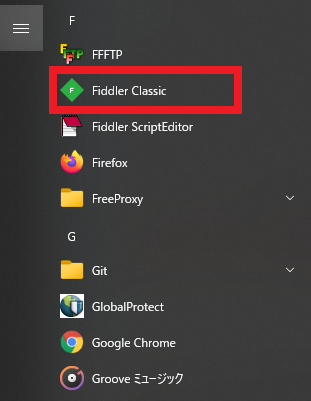 F
FFFTP
Fiddler Classic
Fiddler ScriptEditor
Firefox
FreeProxy
G
Git
GlobalProtect
Google Chrome
Groove ミュージック